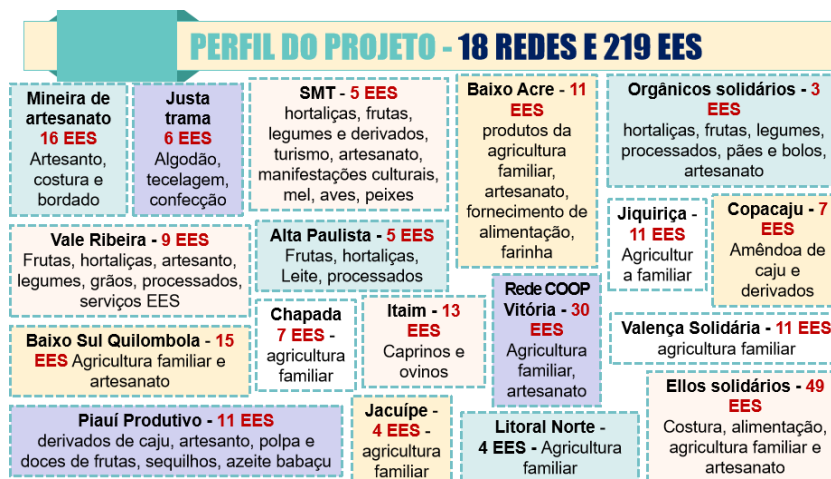 PERFIL DO PROJETO - 18 REDES E 219 EES
Mineira de
artesanato
16 EES
Artesanto,
costura e
bordado
Justa
trama
6 EES
Algodão,
tecelagem,
confecção
SMT - 5 EES
hortaliças, frutas,
legumes e derivados,
turismo, artesanato,
manifestações culturais,
mel, aves, peixes
Baixo Acre - 11
EES
produtos da
agricultura
familiar,
artesanato,
fornecimento de
alimentação,
farinha
Orgânicos solidários - 3
EES
hortaliças, frutas, legumes,
processados, pães e bolos,
artesanato
Vale Ribeira - 9 EES
Frutas, hortaliças, artesanto,
legumes, grãos, processados,
serviços EES
Alta Paulista - 5 EES
Frutas, hortaliças,
Leite, processados
Jiquiriça -
11 EES
Agricultur
a familiar
Copacaju - 7
EES
Amêndoa de
caju e
derivados
Baixo Sul Quilombola - 15
EES Agricultura familiar e
artesanato
Chapada
7 EES -
agricultura
familiar
Itaim - 13
EES
Caprinos e
ovinos
Rede COOP
Vitória - 30
EES
Agricultura
familiar,
artesanato
Valença Solidária - 11 EES
agricultura familiar
Piauí Produtivo - 11 EES
derivados de caju, artesanto, polpa e
doces de frutas, sequilhos, azeite babaçu
Jacuípe -
4 EES -
agricultura
familiar
Litoral Norte -
4 EES - Agricultura
familiar
Ellos solidários - 49
EES
Costura, alimentação,
agricultura familiar e
artesanato